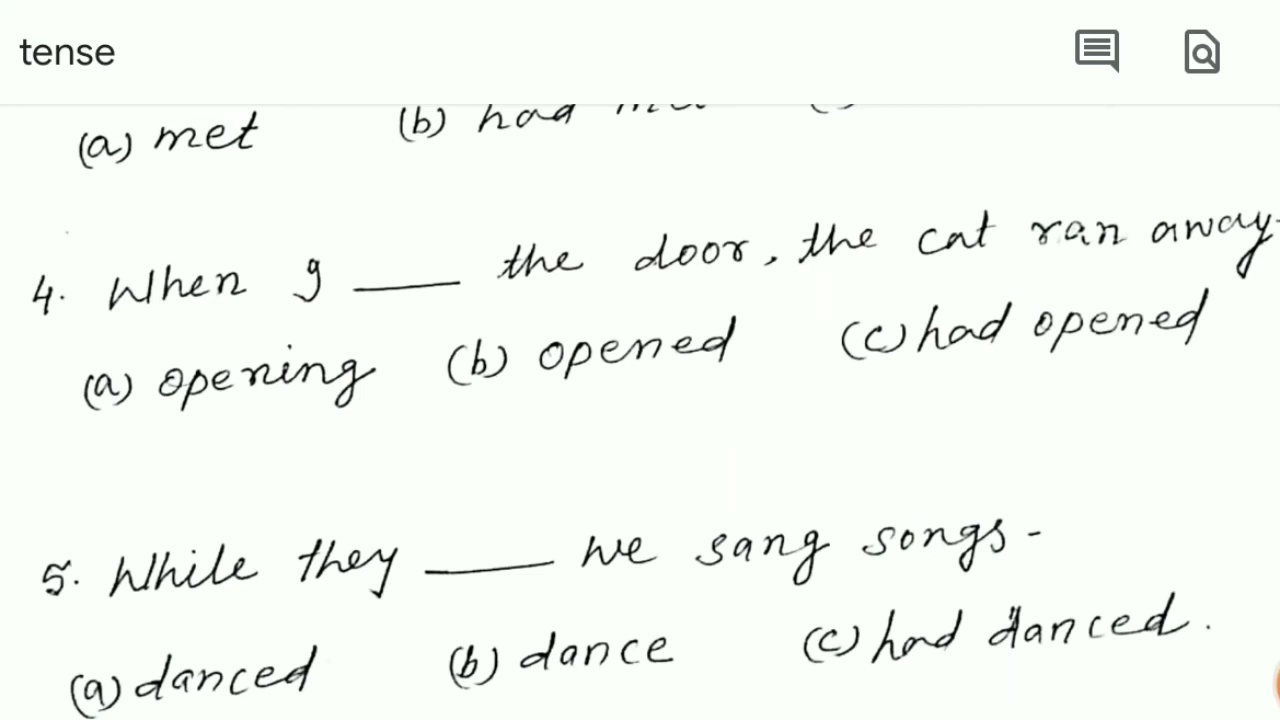 tense
(a) met (b) had
4. When I ___ the door, the cat ran away.
(a) opening (b) opened (c) had opened
5. While they ___ we sang songs.
(a) danced (b) dance (c) had danced.